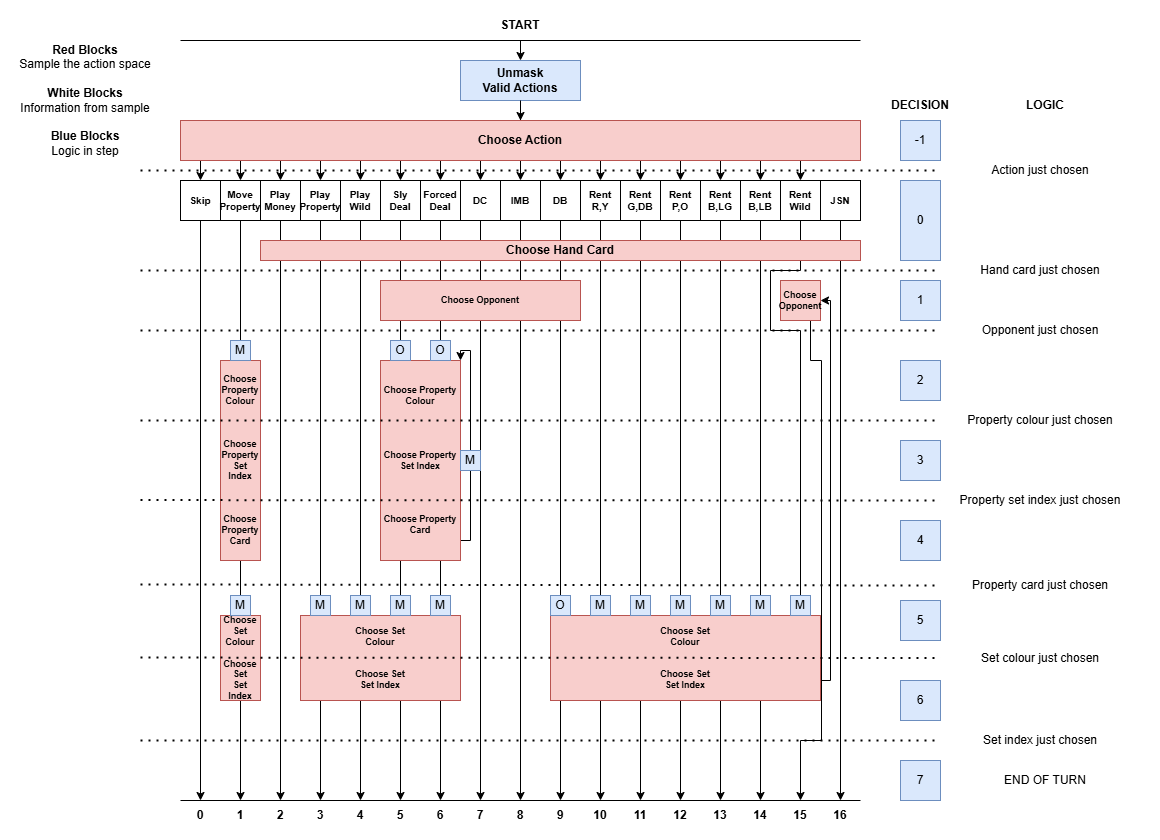 START
Red Blocks
Sample the action space
Unmask
Valid Actions
White Blocks
Information from sample
DECISION
LOGIC
Blue Blocks
Logic in step
Choose Action
-1
Action just chosen
Skip
Move
Property
Play
Money
Play
Property
Play
Wild
Sly
Deal
Forced
Deal
DC
IMB
DB
Rent
R,Y
Rent
G,DB
Rent
P,O
Rent
B,LG
Rent
B,LB
Rent
Wild
JSN
0
Choose Hand Card
Hand card just chosen
Choose Opponent
Choose
Opponent
1
Opponent just chosen
M
O
O
Choose
Property
Colour
Choose Property
Colour
2
Property colour just chosen
Choose
Property
Set
Index
Choose Property
Set Index
M
3
Property set index just chosen
Choose
Property
Card
Choose Property
Card
4
Property card just chosen
M
M
M
M
M
O
M
M
M
M
M
M
5
Choose
Set
Colour
Choose Set
Colour
Choose Set
Colour
Set colour just chosen
Choose
Set
Set
Index
Choose Set
Set Index
Choose Set
Set Index
6
Set index just chosen
7
END OF TURN
0 1 2 3 4 5 6 7 8 9 10 11 12 13 14 15 16